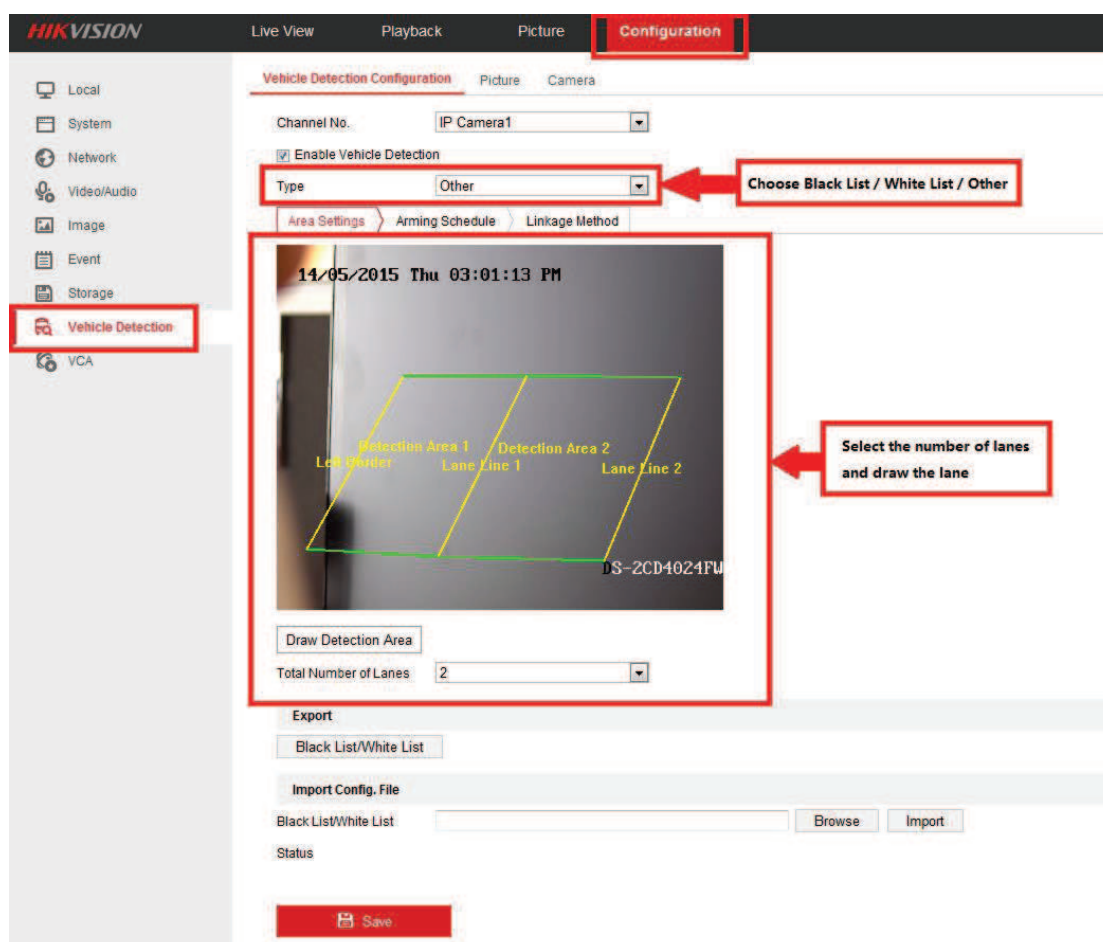 HIKVISION
Live View Playback Picture Configuration
Local
System
Network
Video/Audio
Image
Event
Storage
Vehicle Detection
VCA
Vehicle Detection Configuration Picture Camera
Channel No. IP Camera1
Enable Vehicle Detection
Type Other
Choose Black List / White List / Other
Area Settings Arming Schedule Linkage Method
14/05/2015 Thu 03:01:13 PM
Detection Area 1 Detection Area 2
Left Border Lane Line 1 Lane Line 2
DS-2CD4024FW
Select the number of lanes
and draw the lane
Draw Detection Area
Total Number of Lanes 2
Export
Black List/White List
Import Config. File
Black List/White List Browse Import
Status
Save